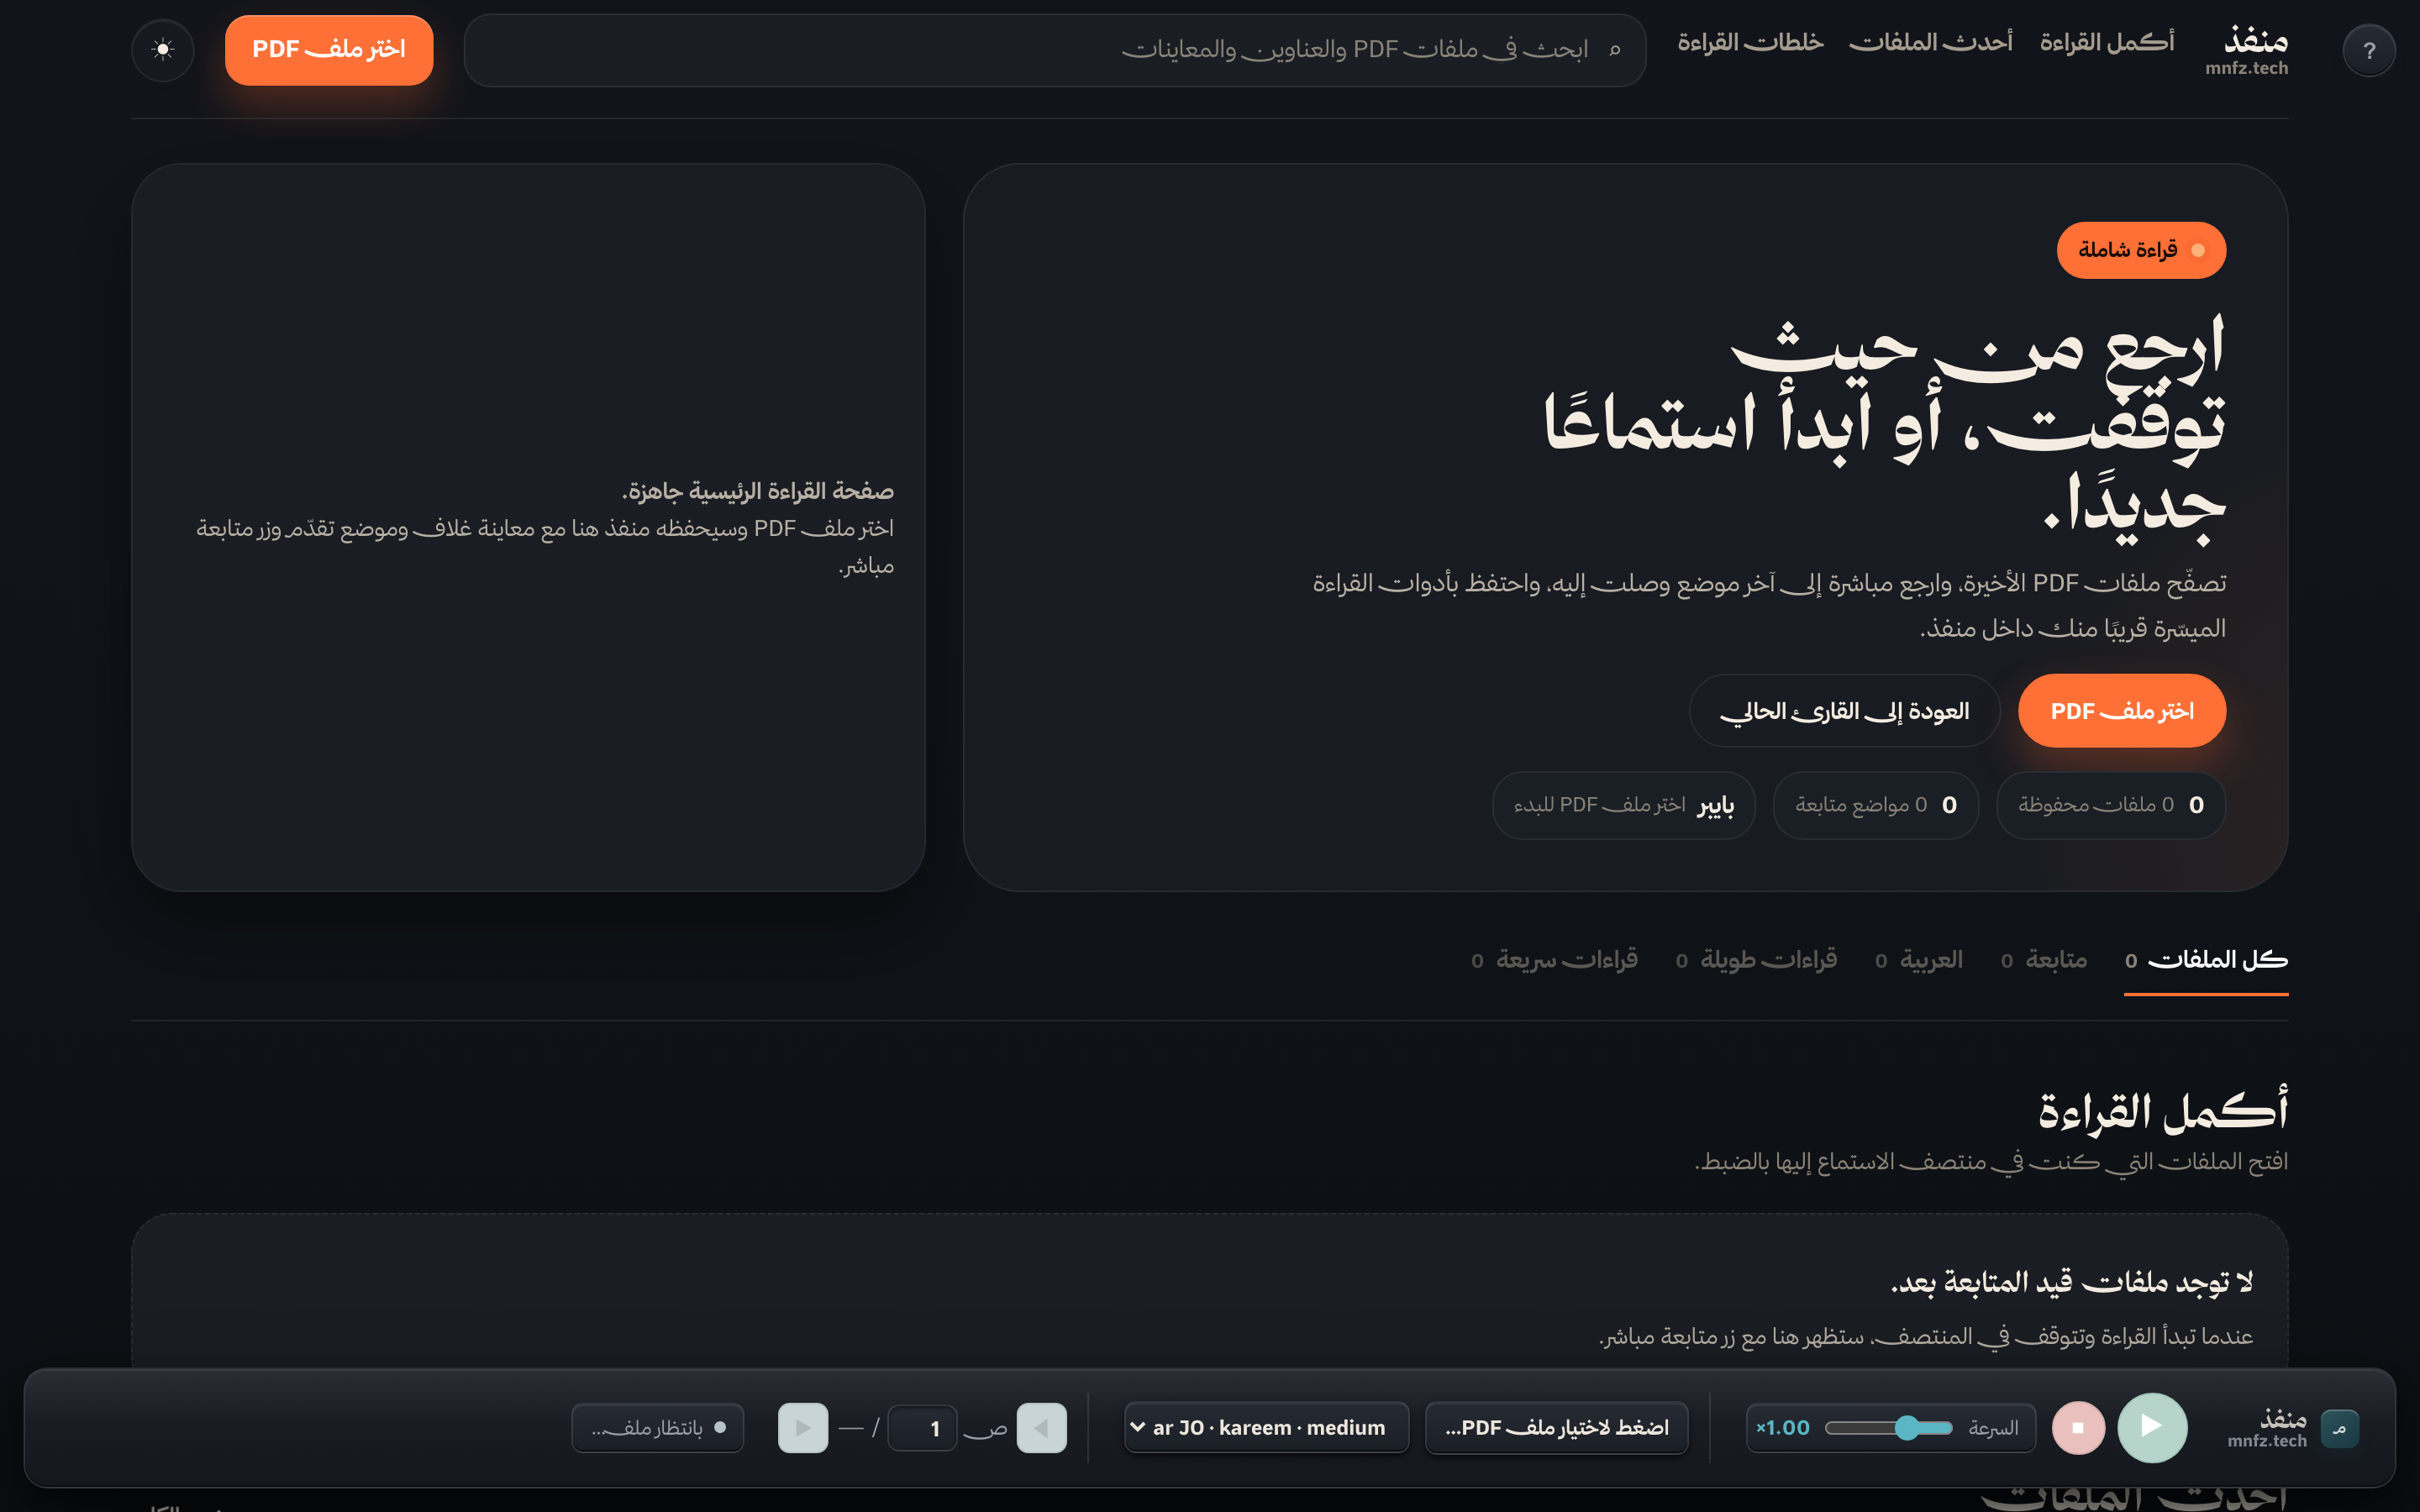 ?
منفذ
mnfz.tech
أكمل القراءة
أحدث الملفات
خلطات القراءة
ابحث في ملفات PDF والعناوين والمعاينات
اختر ملف PDF
قراءة شاملة
ارجع من حيث
توقفت، أو ابدأ استماعًا
جديدًا.
تصفّح ملفات PDF الأخيرة، وارجع مباشرة إلى آخر موضع وصلت إليه، واحتفظ بأدوات القراءة
الميسّرة قريبًا منك داخل منفذ.
اختر ملف PDF
العودة إلى القارئ الحالي
0 0 ملفات محفوظة
0 0 مواضع متابعة
بايبر اختر ملف PDF للبدء
صفحة القراءة الرئيسية جاهزة.
اختر ملف PDF وسيحفظه منفذ هنا مع معاينة غلاف وموضع تقدّم وزر متابعة
مباشر.
كل الملفات 0
متابعة 0
العربية 0
قراءات طويلة 0
قراءات سريعة 0
أكمل القراءة
افتح الملفات التي كنت في منتصف الاستماع إليها بالضبط.
لا توجد ملفات قيد المتابعة بعد.
عندما تبدأ القراءة وتتوقف في المنتصف، ستظهر هنا مع زر متابعة مباشر.
م
منفذ
mnfz.tech
السرعة
×1.00
اضغط لاختيار ملف PDF...
ar JO · kareem · medium
ص 1 / —
بانتظار ملف...
أحدث الملفات